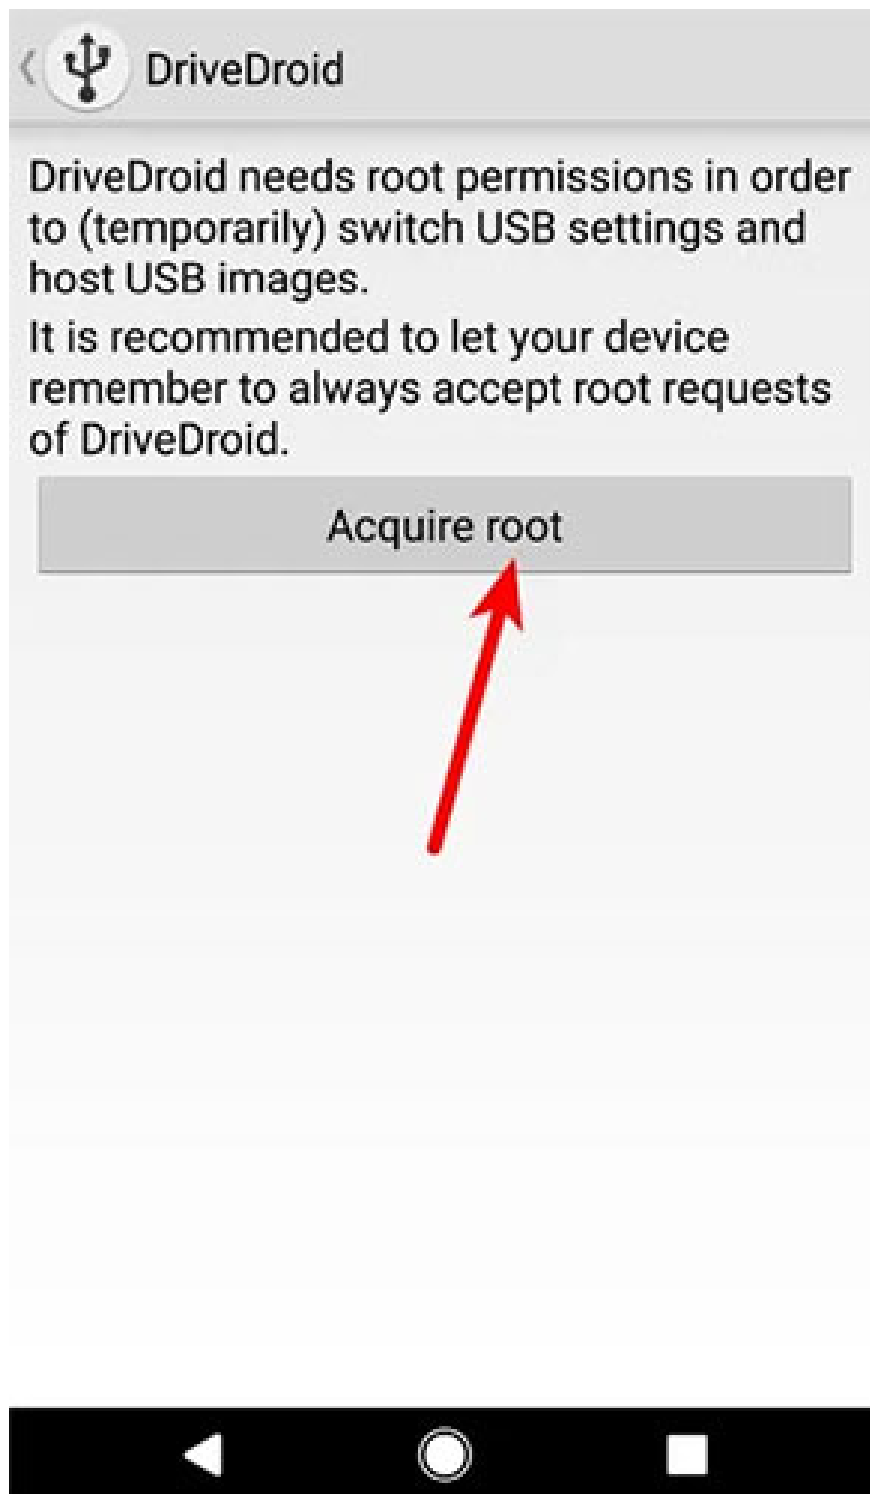 DriveDroid
DriveDroid needs root permissions in order
to (temporarily) switch USB settings and
host USB images.
It is recommended to let your device
remember to always accept root requests
of DriveDroid.
Acquire root